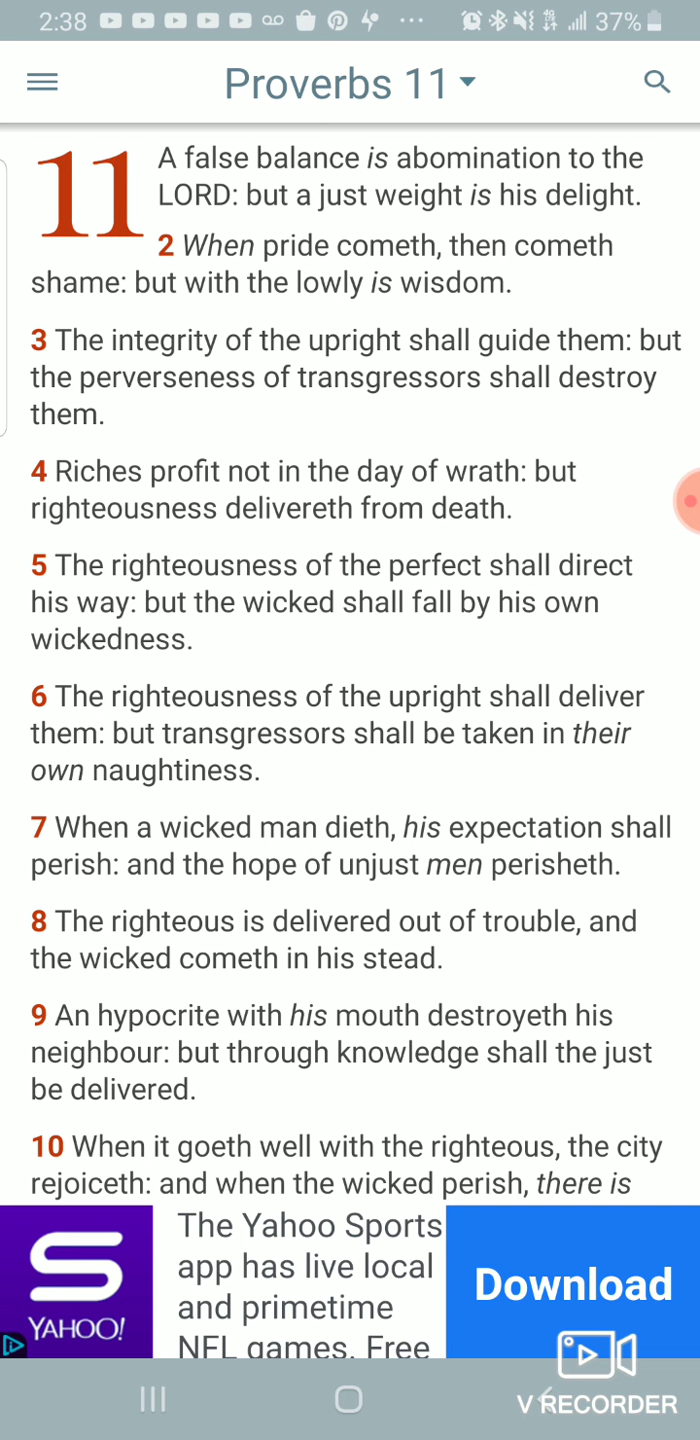 2:38
37%
Proverbs 11
11 A false balance is abomination to the
LORD: but a just weight is his delight.
2 When pride cometh, then cometh
shame: but with the lowly is wisdom.
3 The integrity of the upright shall guide them: but
the perverseness of transgressors shall destroy
them.
4 Riches profit not in the day of wrath: but
righteousness delivereth from death.
5 The righteousness of the perfect shall direct
his way: but the wicked shall fall by his own
wickedness.
6 The righteousness of the upright shall deliver
them: but transgressors shall be taken in their
own naughtiness.
7 When a wicked man dieth, his expectation shall
perish: and the hope of unjust men perisheth.
8 The righteous is delivered out of trouble, and
the wicked cometh in his stead.
9 An hypocrite with his mouth destroyeth his
neighbour: but through knowledge shall the just
be delivered.
10 When it goeth well with the righteous, the city
rejoiceth: and when the wicked perish, there is
YAHOO!
The Yahoo Sports
app has live local
and primetime
NFL games. Free
Download
V RECORDER